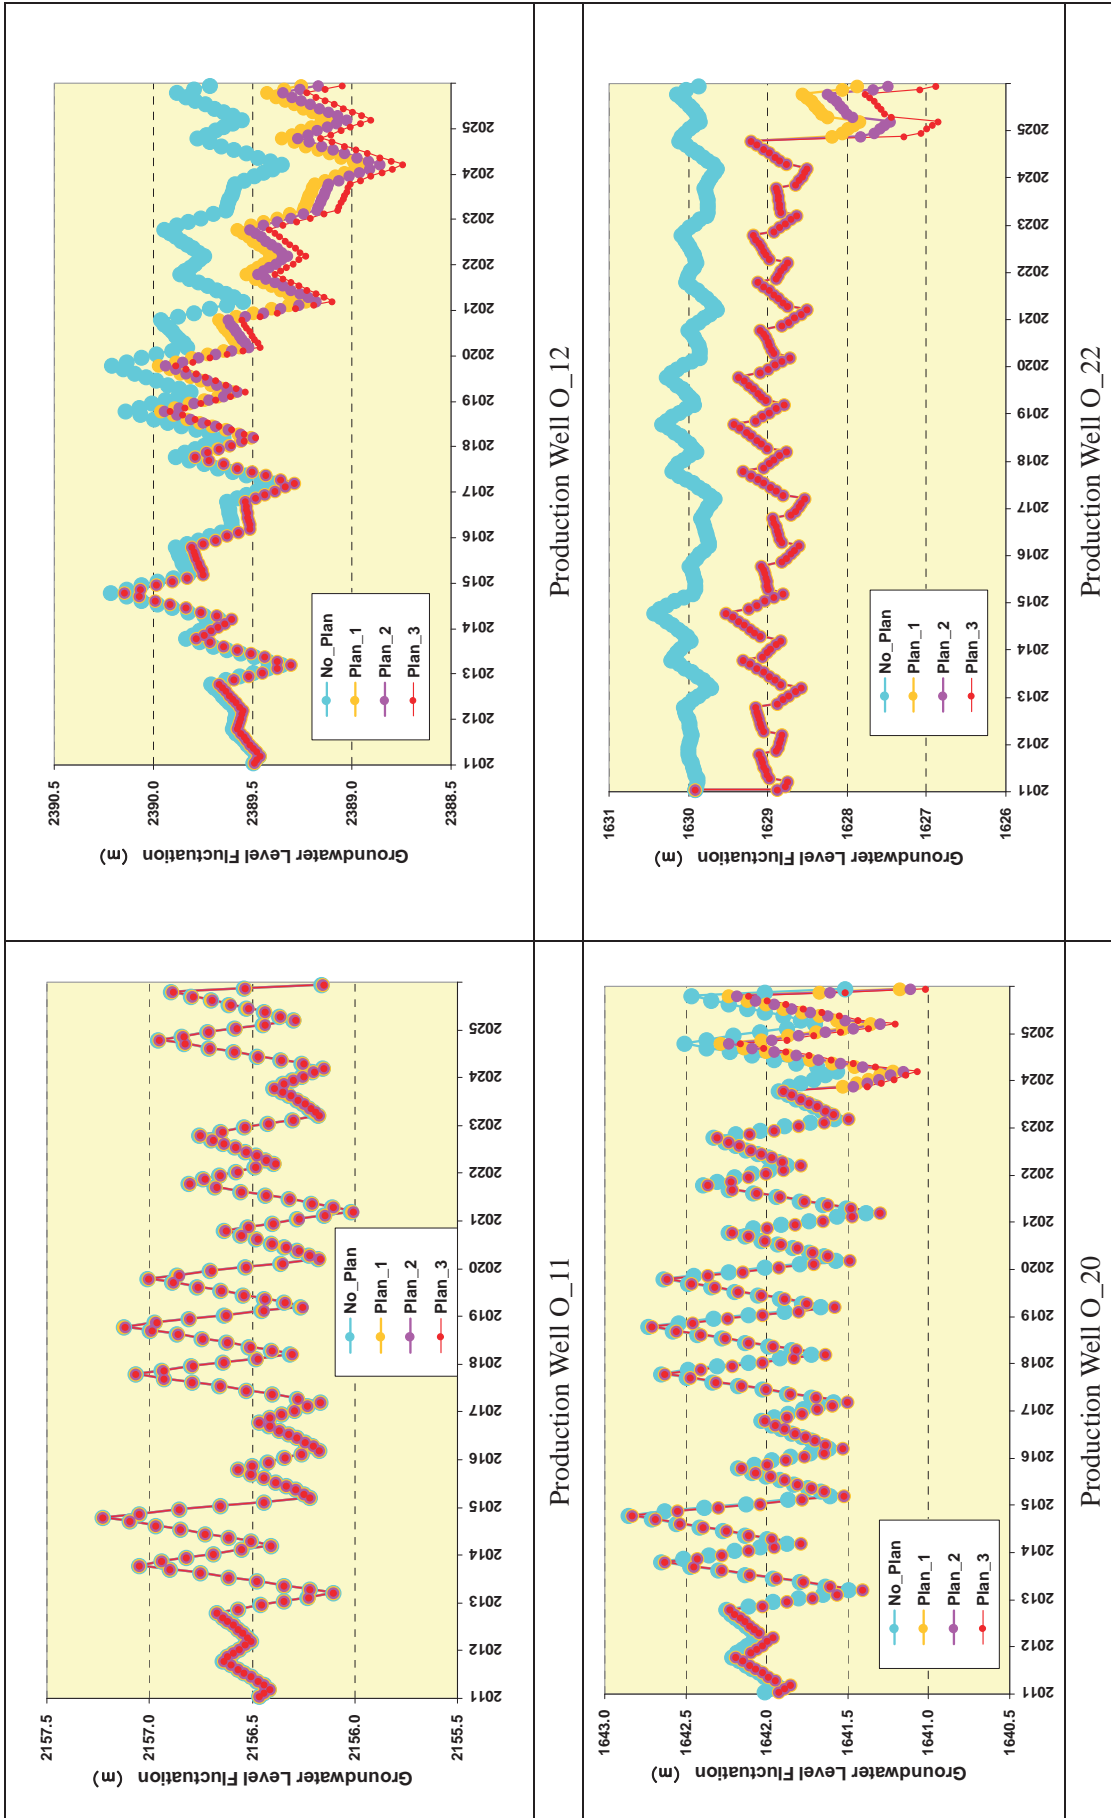 Groundwater Level Fluctuation (m)
2157.5
2157.0
2156.5
2156.0
2155.5
2011 2012 2013 2014 2015 2016 2017 2018 2019 2020 2021 2022 2023 2024 2025
No_Plan
Plan_1
Plan_2
Plan_3
Production Well O_11
Groundwater Level Fluctuation (m)
2390.5
2390.0
2389.5
2389.0
2388.5
2011 2012 2013 2014 2015 2016 2017 2018 2019 2020 2021 2022 2023 2024 2025
No_Plan
Plan_1
Plan_2
Plan_3
Production Well O_12
Groundwater Level Fluctuation (m)
1643.0
1642.5
1642.0
1641.5
1641.0
1640.5
2011 2012 2013 2014 2015 2016 2017 2018 2019 2020 2021 2022 2023 2024 2025
No_Plan
Plan_1
Plan_2
Plan_3
Production Well O_20
Groundwater Level Fluctuation (m)
1631
1630
1629
1628
1627
1626
2011 2012 2013 2014 2015 2016 2017 2018 2019 2020 2021 2022 2023 2024 2025
No_Plan
Plan_1
Plan_2
Plan_3
Production Well O_22